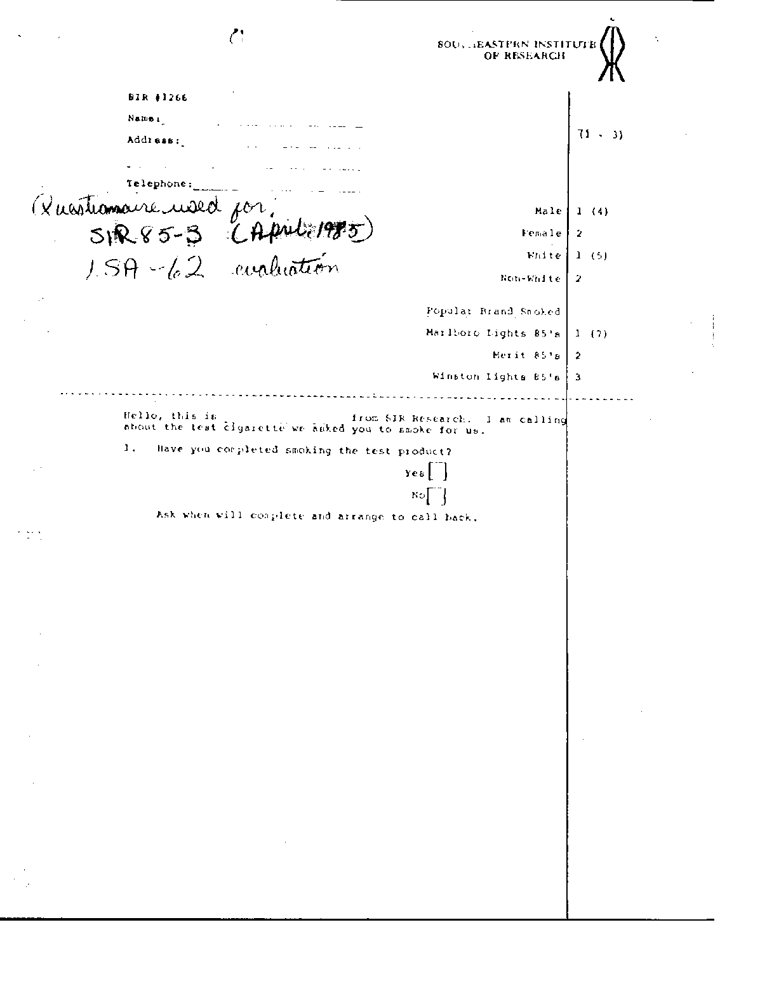 SOUTHEASTERN INSTITUTE
OF RESEARCH
SIR #1266
Name:
Address:
7(1 - 3)
Telephone:
Questionnaire used for:
SIR 85-3 (April 1985)
LSA-62 evaluation
Male 1 (4)
Female 2
White 1 (5)
Non-White 2
Popular Brand Smoked
Marlboro Lights 85's 1 (7)
Merit 85's 2
Winston Lights 85's 3
Hello, this is from SIR Research. I am calling
about the test cigarette we asked you to smoke for us.
1. Have you completed smoking the test product?
Yes [ ]
No [ ]
Ask when will complete and arrange to call back.